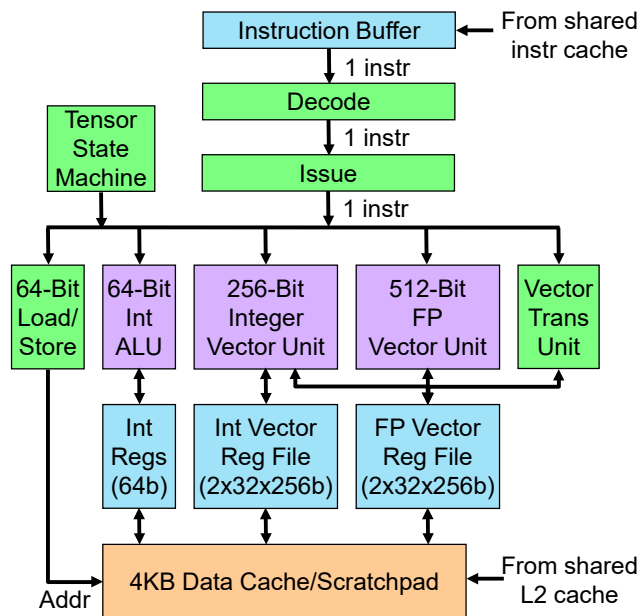 Instruction Buffer
From shared
instr cache
1 instr
Decode
1 instr
Issue
1 instr
Tensor
State
Machine
64-Bit
Load/
Store
64-Bit
Int
ALU
256-Bit
Integer
Vector Unit
512-Bit
FP
Vector Unit
Vector
Trans
Unit
Int
Regs
(64b)
Int Vector
Reg File
(2x32x256b)
FP Vector
Reg File
(2x32x256b)
Addr
4KB Data Cache/Scratchpad
From shared
L2 cache